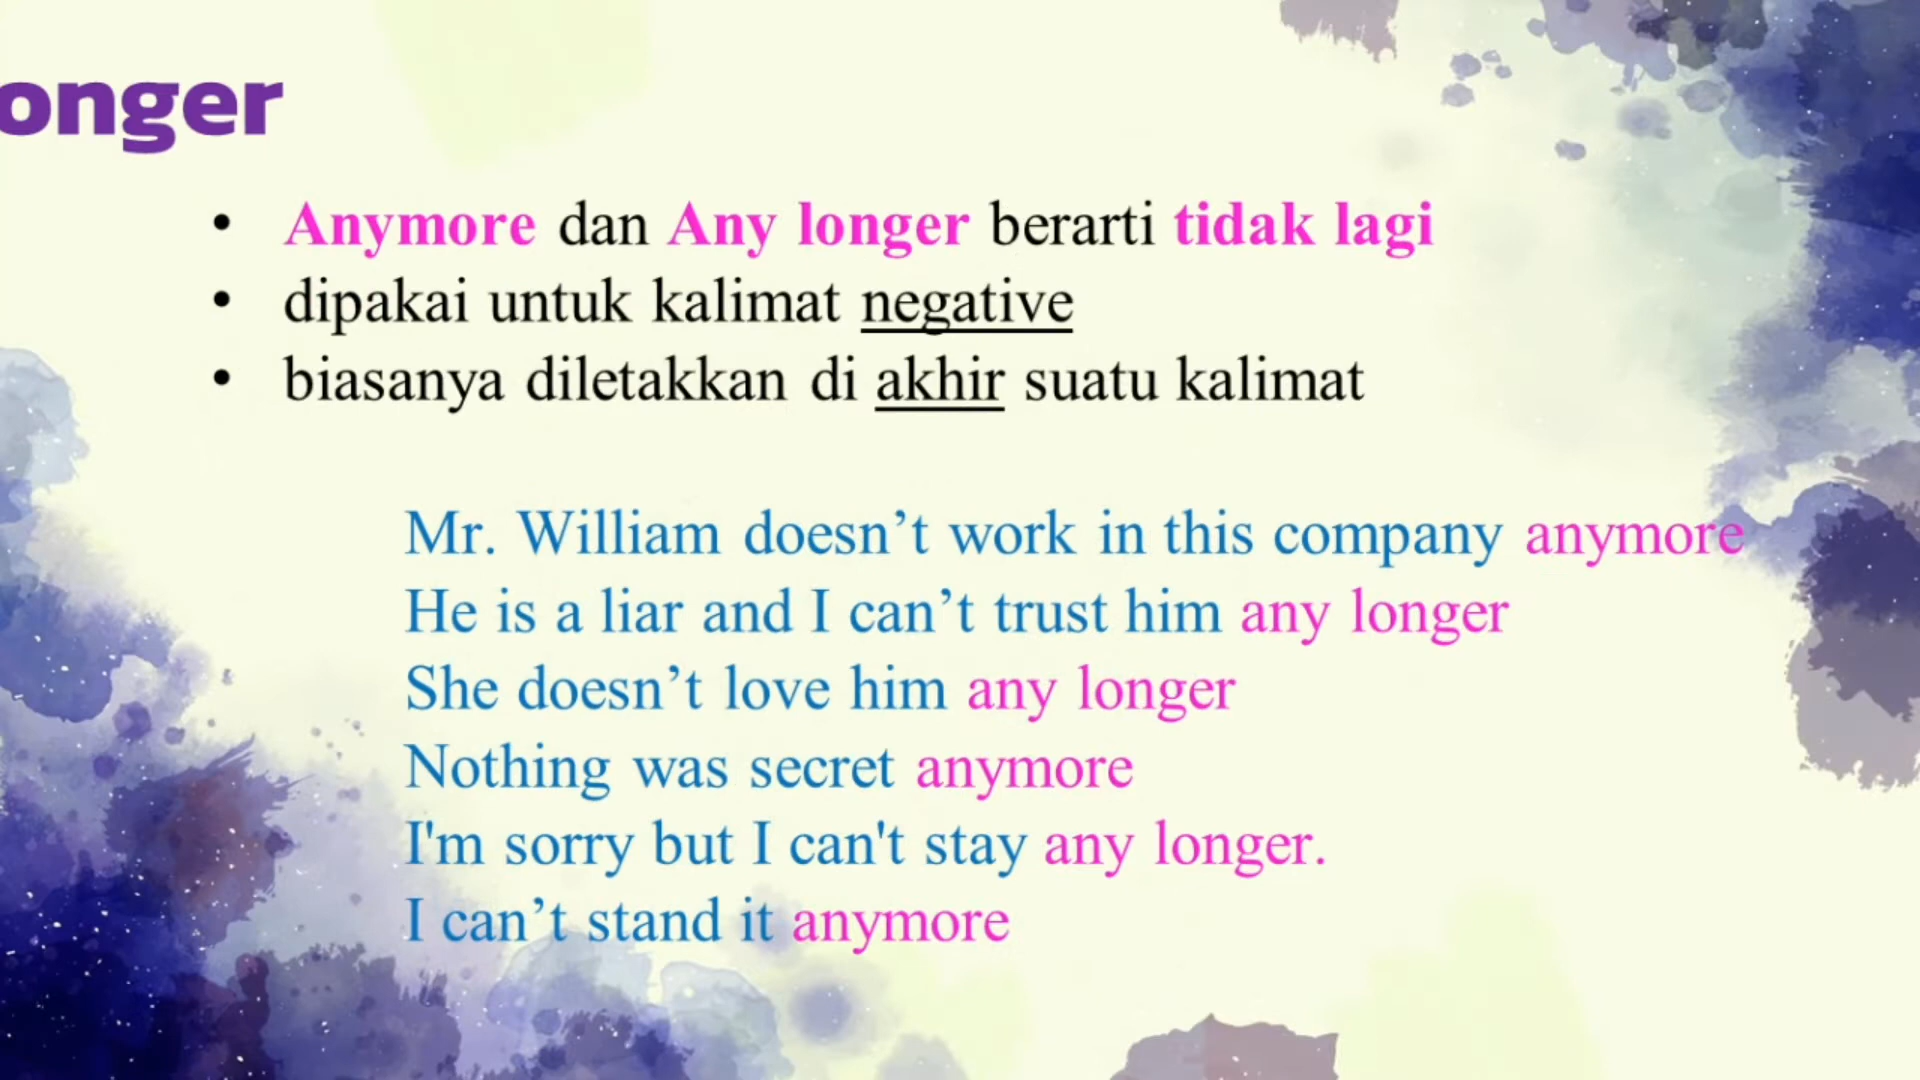 onger
• Anymore dan Any longer berarti tidak lagi
• dipakai untuk kalimat negative
• biasanya diletakkan di akhir suatu kalimat
Mr. William doesn’t work in this company anymore
He is a liar and I can’t trust him any longer
She doesn’t love him any longer
Nothing was secret anymore
I'm sorry but I can't stay any longer.
I can’t stand it anymore